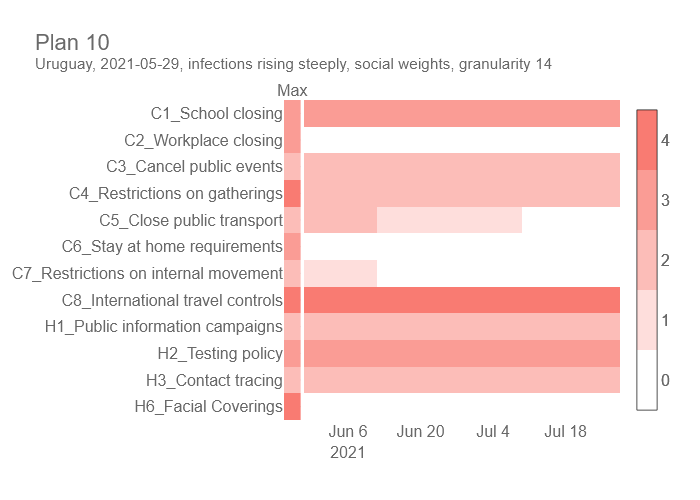 Plan 10
Uruguay, 2021-05-29, infections rising steeply, social weights, granularity 14
Max
C1_School closing
C2_Workplace closing
C3_Cancel public events
C4_Restrictions on gatherings
C5_Close public transport
C6_Stay at home requirements
C7_Restrictions on internal movement
C8_International travel controls
H1_Public information campaigns
H2_Testing policy
H3_Contact tracing
H6_Facial Coverings
4
3
2
1
0
Jun 6 Jun 20 Jul 4 Jul 18
2021